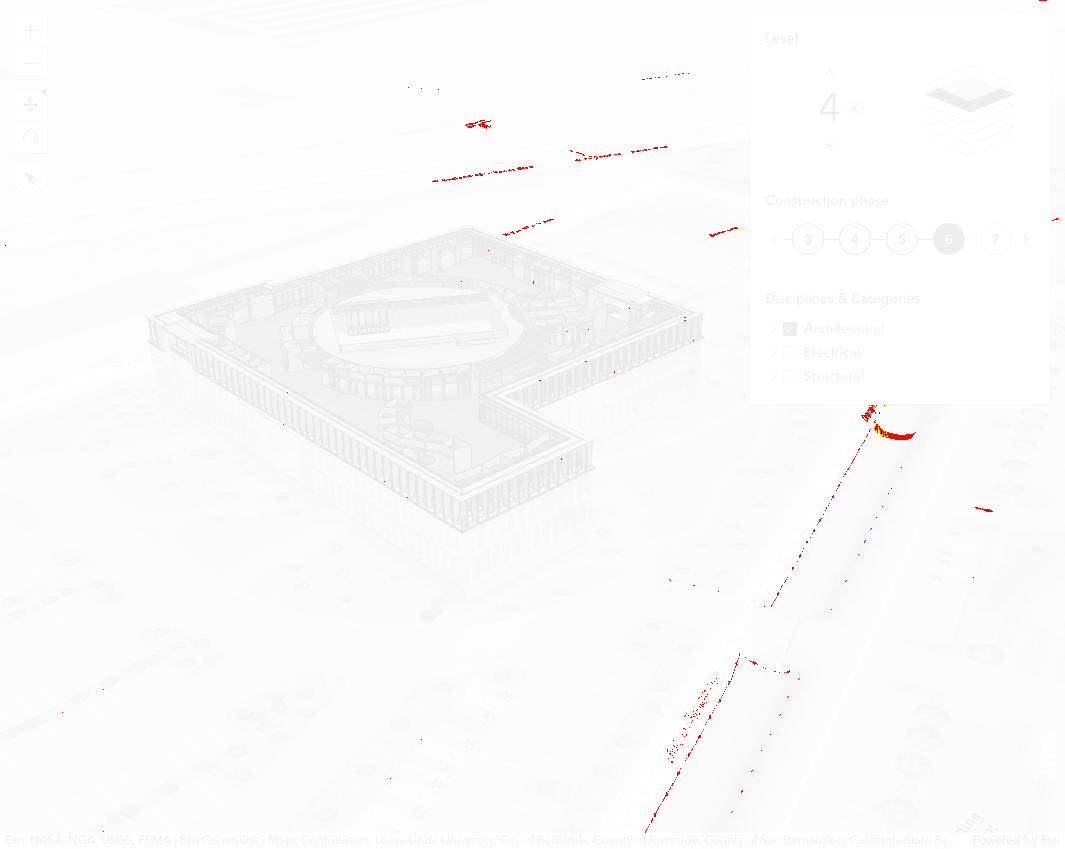 Level
4
Construction phase
3 4 5 6 7
Disciplines & Categories
Architectural
Electrical
Structural
Esri, NASA, NGA, USGS, FEMA | Esri Community Maps Contributors, Loma Linda University, City of Redlands, County of Riverside, County of San Bernardino, California State Pa... Powered by Esri